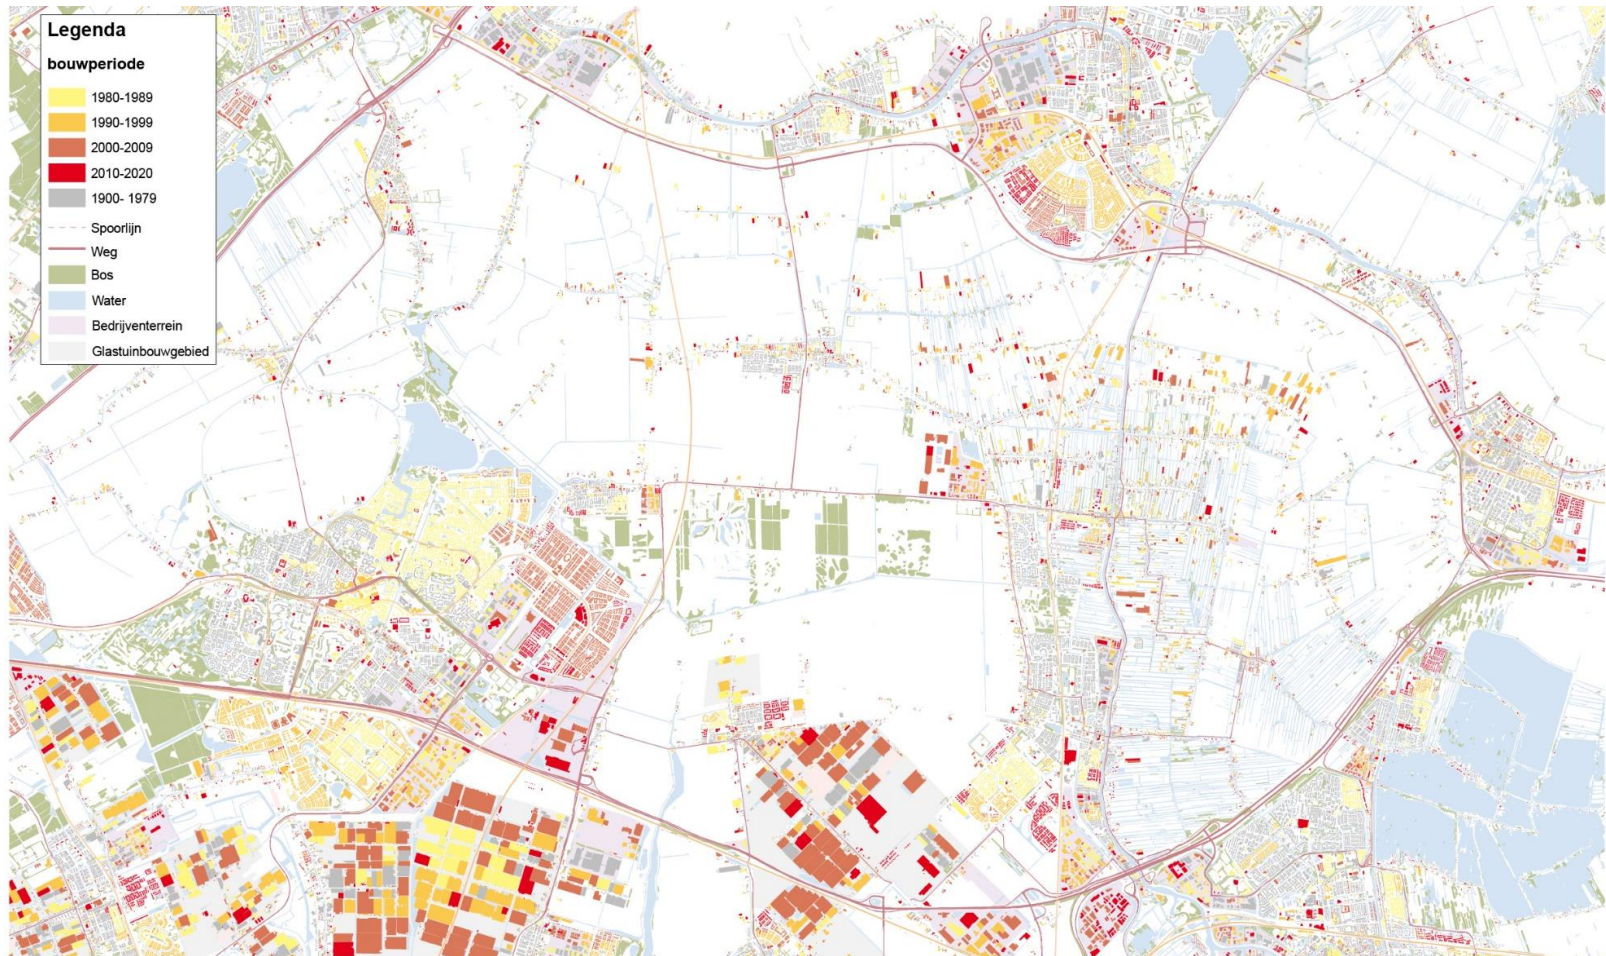 Legenda
bouwperiode
1980-1989
1990-1999
2000-2009
2010-2020
1900- 1979
Spoorlijn
Weg
Bos
Water
Bedrijventerrein
Glastuinbouwgebied